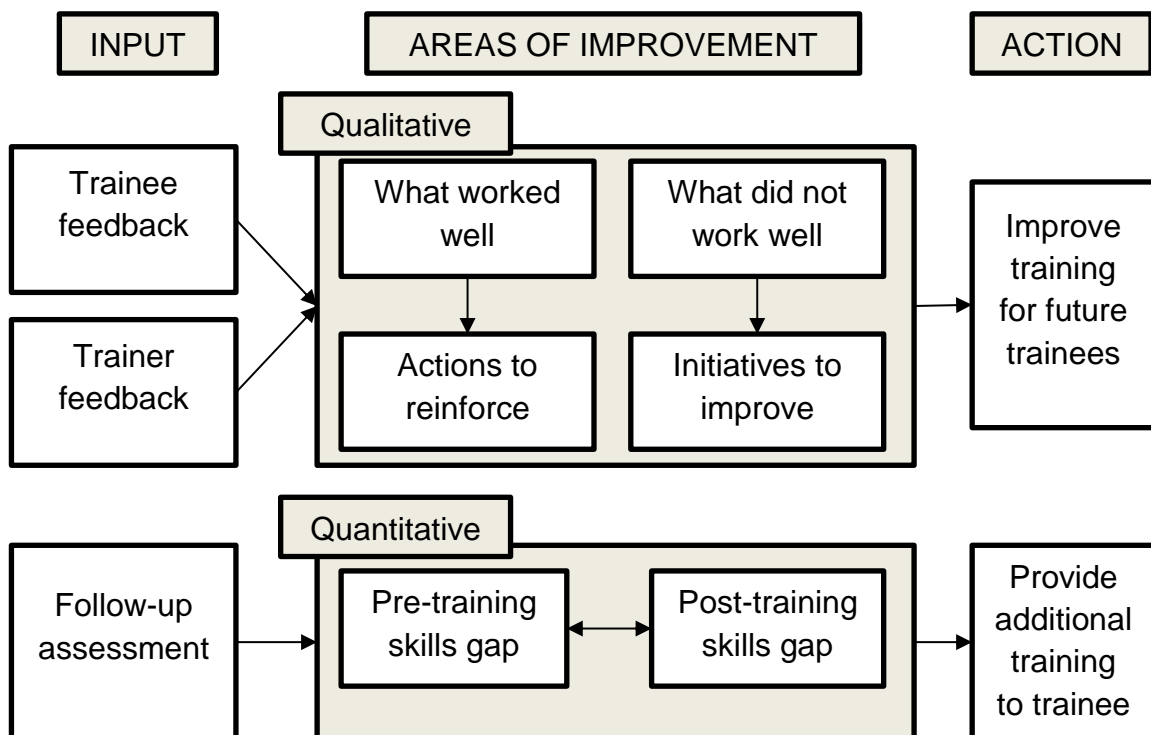 INPUT
AREAS OF IMPROVEMENT
ACTION
Qualitative
Trainee
feedback
Trainer
feedback
What worked
well
What did not
work well
Actions to
reinforce
Initiatives to
improve
Improve
training
for future
trainees
Quantitative
Follow-up
assessment
Pre-training
skills gap
Post-training
skills gap
Provide
additional
training
to trainee